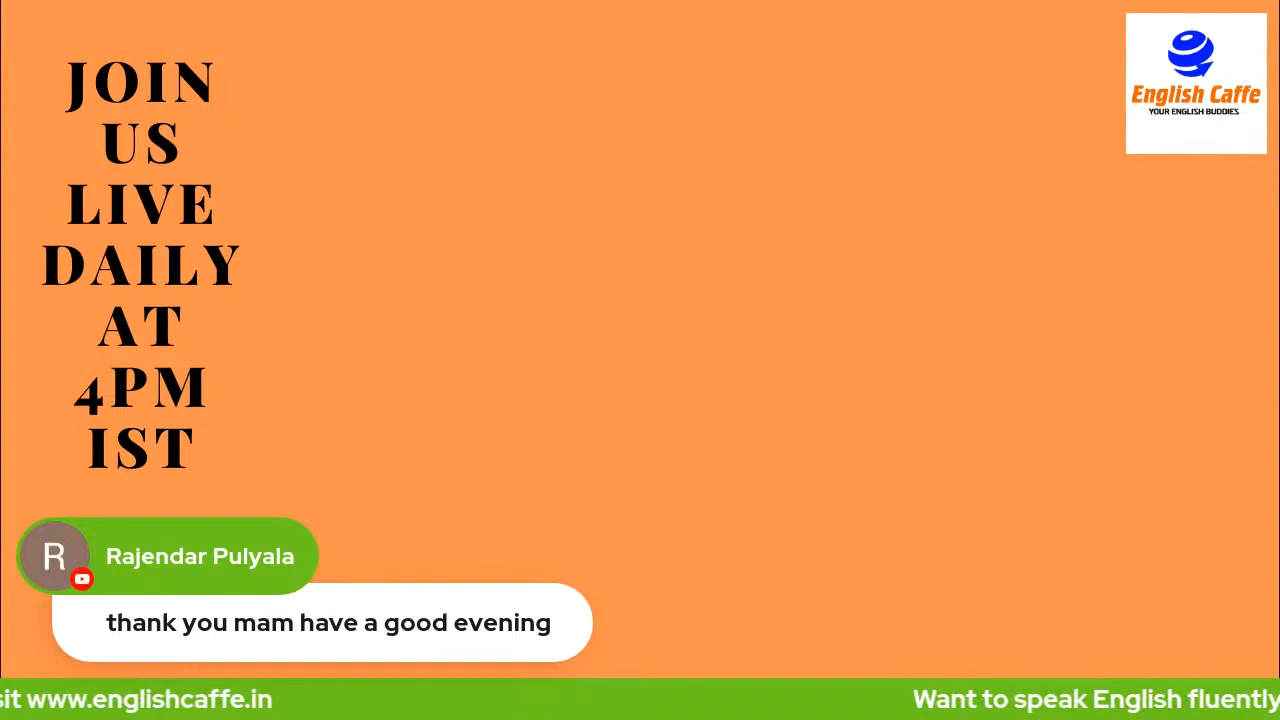 JOIN
US
LIVE
DAILY
AT
4PM
IST
English Caffe
YOUR ENGLISH BUDDIES
R
Rajendar Pulyala
thank you mam have a good evening
sit www.englishcaffe.in
Want to speak English fluently